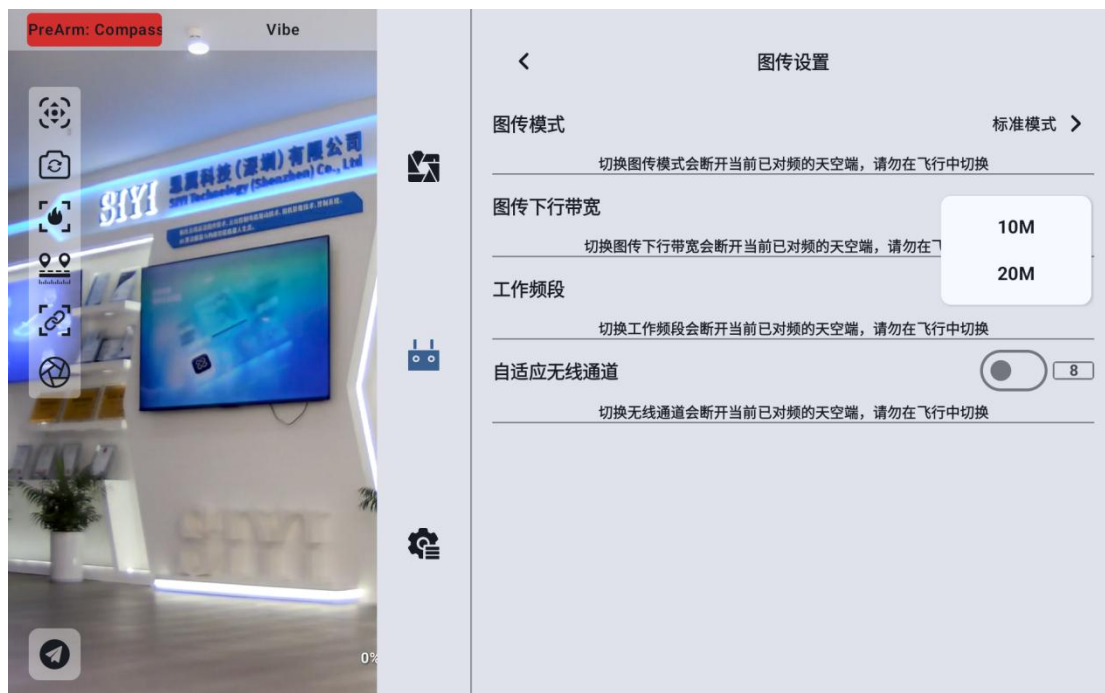 PreArm: Compass
Vibe
SIYI
思翼科技(深圳)有限公司
SIYI Technology (Shenzhen) Co., Ltd
SIYI
0%
图传设置
图传模式
标准模式
切换图传模式会断开当前已对频的天空端，请勿在飞行中切换
图传下行带宽
10M
20M
切换图传下行带宽会断开当前已对频的天空端，请勿在飞
工作频段
切换工作频段会断开当前已对频的天空端，请勿在飞行中切换
自适应无线通道
8
切换无线通道会断开当前已对频的天空端，请勿在飞行中切换